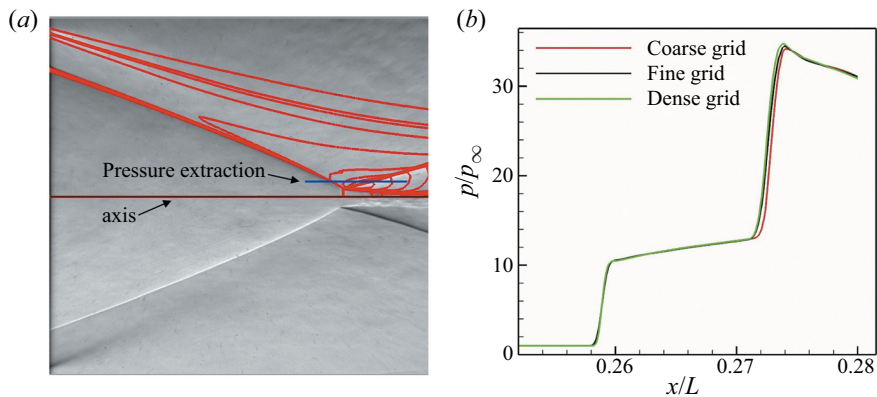 (a)
Pressure extraction
axis
(b)
Coarse grid
Fine grid
Dense grid
p/p∞
30
20
10
0
0.26
0.27
0.28
x/L